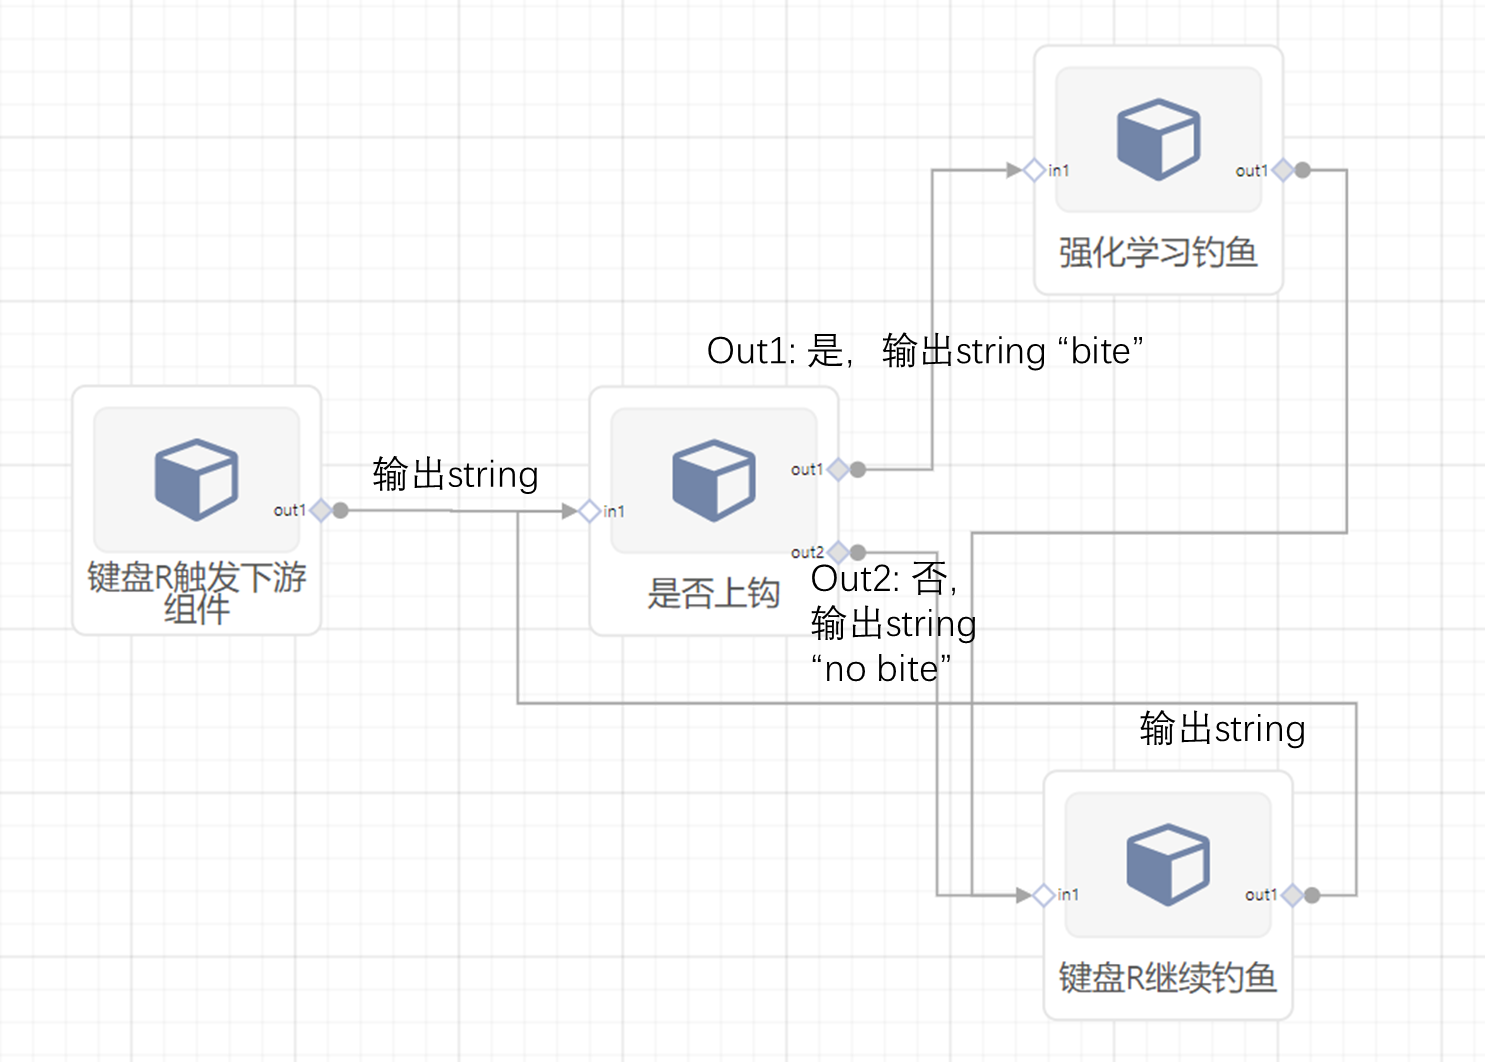 in1
out1
强化学习钓鱼
Out1: 是，输出string “bite”
输出string
out1
键盘R触发下游
组件
in1
out1
out2
是否上钩
Out2: 否，
输出string
“no bite”
输出string
in1
out1
键盘R继续钓鱼